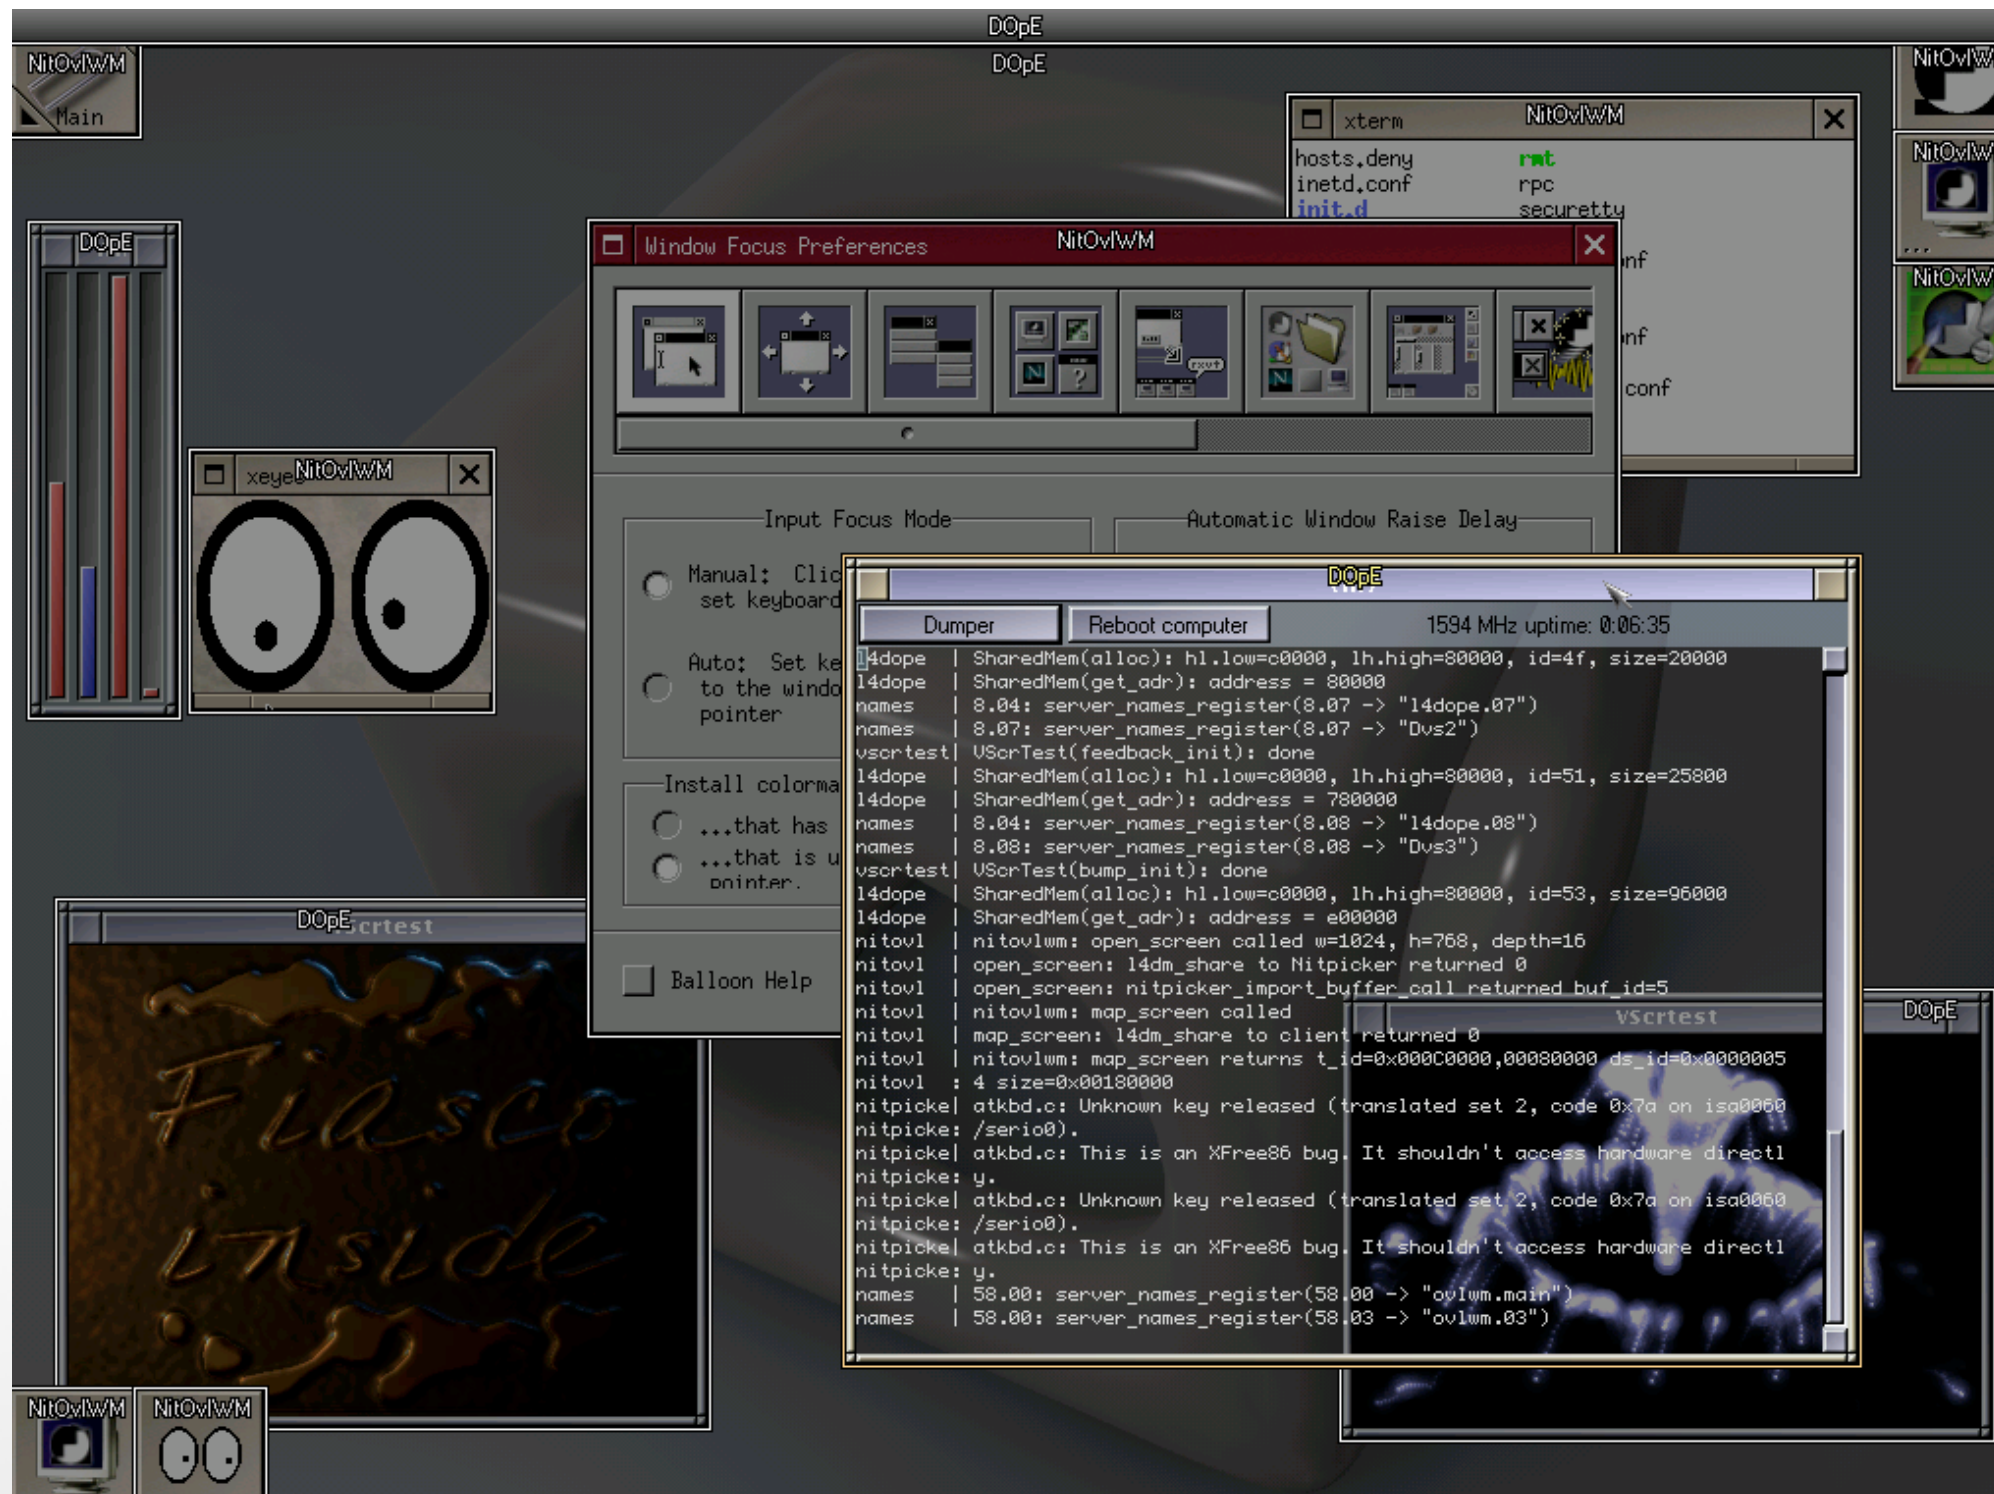 DOpE
DOpE
NitOvlWM
Main
NitOvlW
NitOvlW
...
NitOvlW
xterm NitOvlWM
hosts.deny rmt
inetd.conf rpc
init.d securetty
nf
nf
conf
DOpE
Window Focus Preferences NitOvlWM
rxvt
N ?
N
xeye NitOvlWM
Input Focus Mode
Automatic Window Raise Delay
Manual: Clic
set keyboard
Auto: Set ke
to the windo
pointer
Install colorma
...that has
...that is u
pointer.
Balloon Help
DOpE
Dumper Reboot computer 1594 MHz uptime: 0:06:35
l4dope | SharedMem(alloc): hl.low=c0000, lh.high=80000, id=4f, size=20000
l4dope | SharedMem(get_adr): address = 80000
names | 8.04: server_names_register(8.07 -> "l4dope.07")
names | 8.07: server_names_register(8.07 -> "Dvs2")
vscrtest| VScrTest(feedback_init): done
l4dope | SharedMem(alloc): hl.low=c0000, lh.high=80000, id=51, size=25800
l4dope | SharedMem(get_adr): address = 780000
names | 8.04: server_names_register(8.08 -> "l4dope.08")
names | 8.08: server_names_register(8.08 -> "Dvs3")
vscrtest| VScrTest(bump_init): done
l4dope | SharedMem(alloc): hl.low=c0000, lh.high=80000, id=53, size=96000
l4dope | SharedMem(get_adr): address = e00000
nitovl | nitovlwm: open_screen called w=1024, h=768, depth=16
nitovl | open_screen: l4dm_share to Nitpicker returned 0
nitovl | open_screen: nitpicker_import_buffer_call returned buf_id=5
nitovl | nitovlwm: map_screen called
nitovl | map_screen: l4dm_share to client returned 0
nitovl | nitovlwm: map_screen returns t_id=0x000C0000,00080000 ds_id=0x0000005
nitovl : 4 size=0x00180000
nitpicke| atkbd.c: Unknown key released (translated set 2, code 0x7a on isa0060
nitpicke: /serio0).
nitpicke| atkbd.c: This is an XFree86 bug. It shouldn't access hardware directl
nitpicke: y.
nitpicke| atkbd.c: Unknown key released (translated set 2, code 0x7a on isa0060
nitpicke: /serio0).
nitpicke| atkbd.c: This is an XFree86 bug. It shouldn't access hardware directl
nitpicke: y.
names | 58.00: server_names_register(58.00 -> "ovlwm.main")
names | 58.00: server_names_register(58.03 -> "ovlwm.03")
DOpE Scrtest
Fiasco
inside
VScrtest DOpE
NitOvlWM NitOvlWM